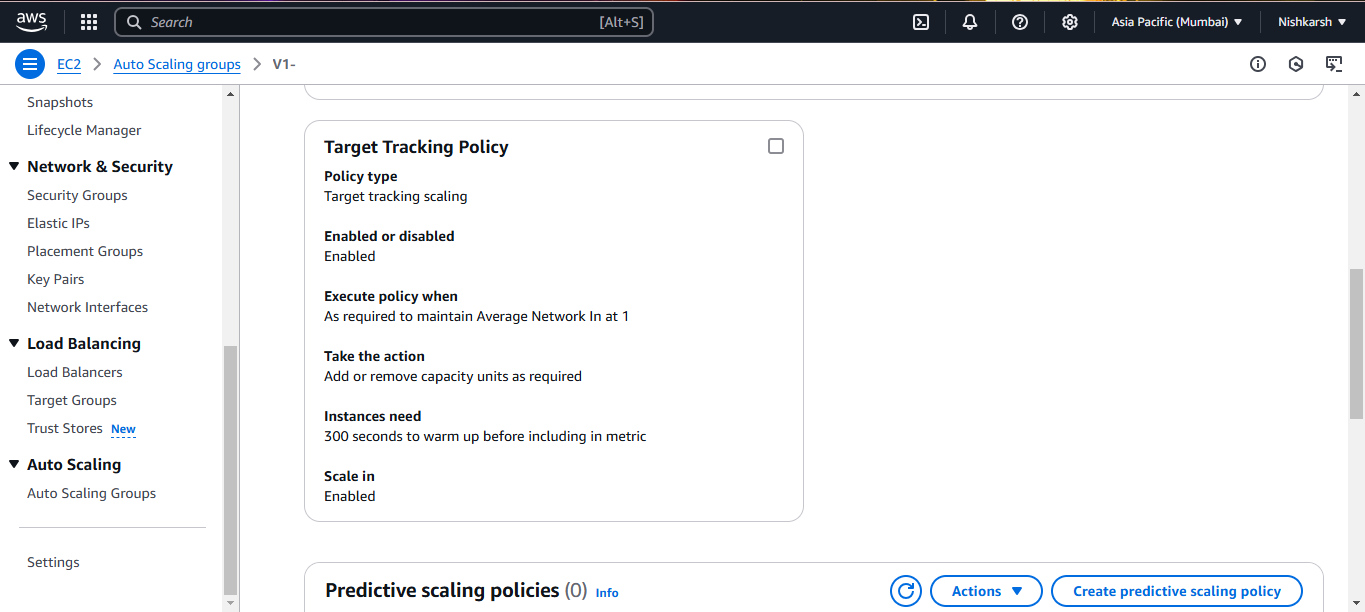 aws
Search
[Alt+S]
Asia Pacific (Mumbai)
Nishkarsh
EC2
Auto Scaling groups
V1-
Snapshots
Lifecycle Manager
Network & Security
Security Groups
Elastic IPs
Placement Groups
Key Pairs
Network Interfaces
Load Balancing
Load Balancers
Target Groups
Trust Stores New
Auto Scaling
Auto Scaling Groups
Settings
Target Tracking Policy
Policy type
Target tracking scaling
Enabled or disabled
Enabled
Execute policy when
As required to maintain Average Network In at 1
Take the action
Add or remove capacity units as required
Instances need
300 seconds to warm up before including in metric
Scale in
Enabled
Predictive scaling policies (0) Info
Actions
Create predictive scaling policy